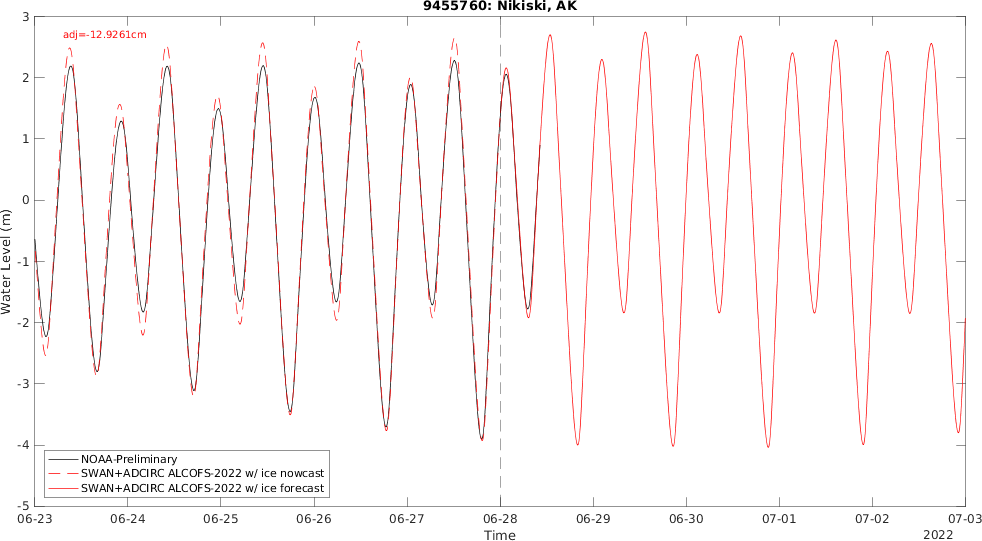 9455760: Nikiski, AK
adj=-12.9261cm
3
2
1
0
-1
-2
-3
-4
-5
Water Level (m)
NOAA-Preliminary
SWAN+ADCIRC ALCOFS-2022 w/ ice nowcast
SWAN+ADCIRC ALCOFS-2022 w/ ice forecast
06-23 06-24 06-25 06-26 06-27 06-28 06-29 06-30 07-01 07-02 07-03
Time
2022